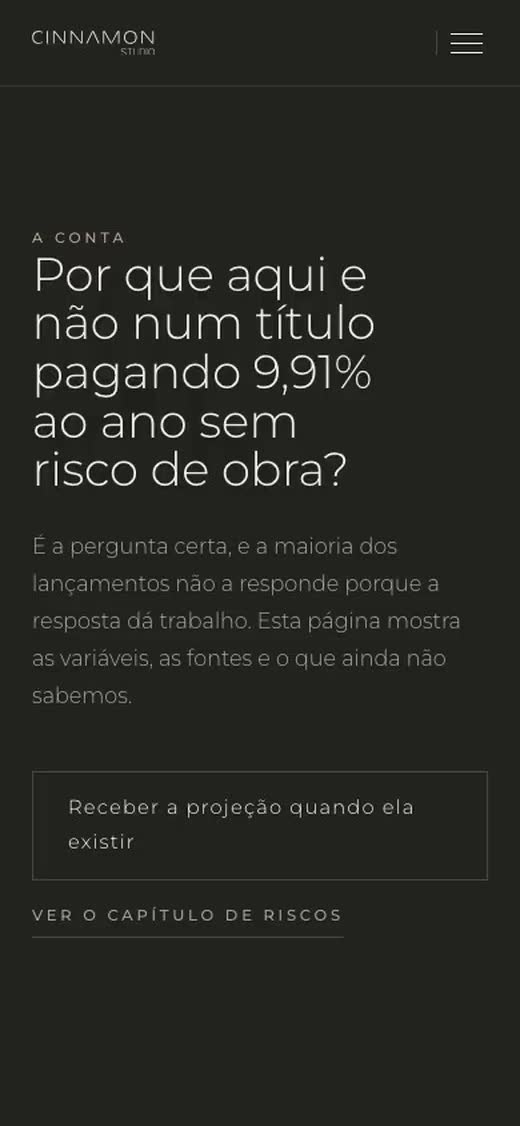 CINNAMON
STUDIO
A CONTA
Por que aqui e
não num título
pagando 9,91%
ao ano sem
risco de obra?
É a pergunta certa, e a maioria dos
lançamentos não a responde porque a
resposta dá trabalho. Esta página mostra
as variáveis, as fontes e o que ainda não
sabemos.
Receber a projeção quando ela
existir
VER O CAPÍTULO DE RISCOS